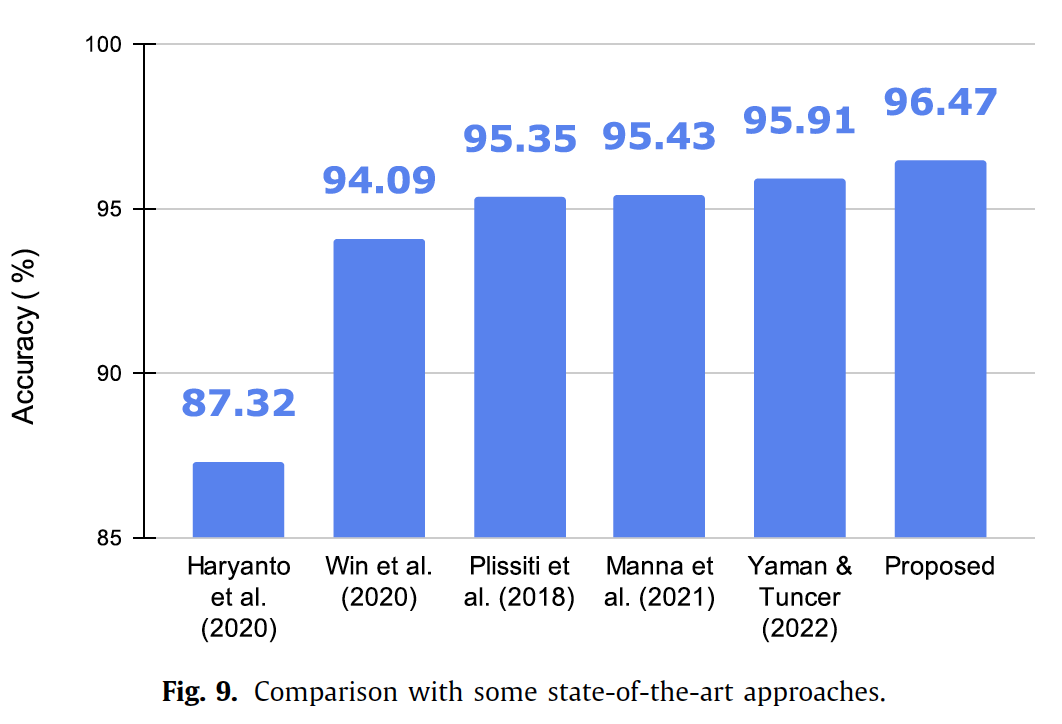 100
95
90
85
Accuracy ( %)
87.32
94.09
95.35
95.43
95.91
96.47
Haryanto
et al.
(2020)
Win et al.
(2020)
Plissiti et
al. (2018)
Manna et
al. (2021)
Yaman &
Tuncer
(2022)
Proposed
Fig. 9. Comparison with some state-of-the-art approaches.